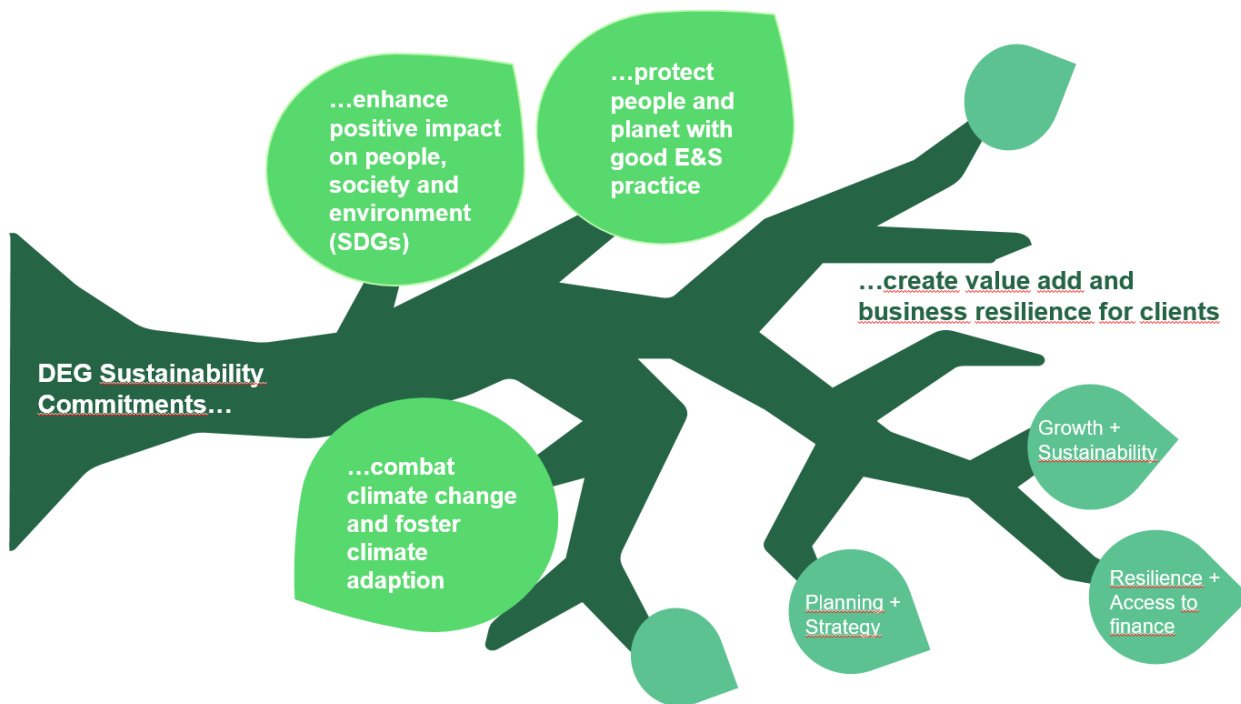 DEG Sustainability
Commitments…
…enhance
positive impact
on people,
society and
environment
(SDGs)
…protect
people and
planet with
good E&S
practice
…create value add and
business resilience for clients
…combat
climate change
and foster
climate
adaption
Growth +
Sustainability
Planning +
Strategy
Resilience +
Access to
finance